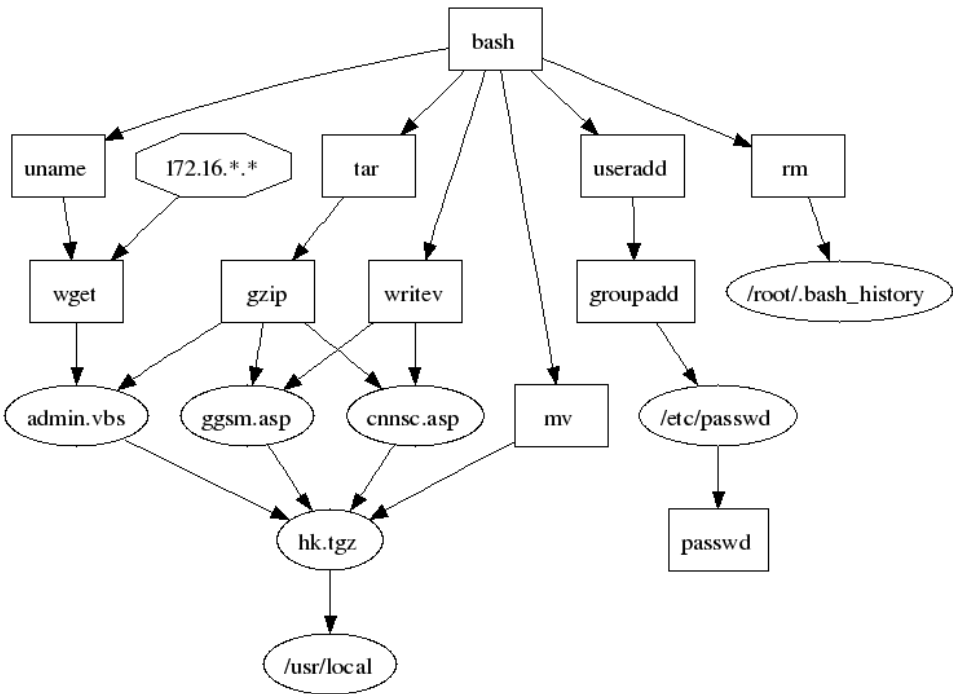 bash
uname
172.16.*.*
tar
useradd
rm
wget
gzip
writev
groupadd
/root/.bash_history
admin.vbs
ggsm.asp
cnnsc.asp
mv
/etc/passwd
hk.tgz
passwd
/usr/local